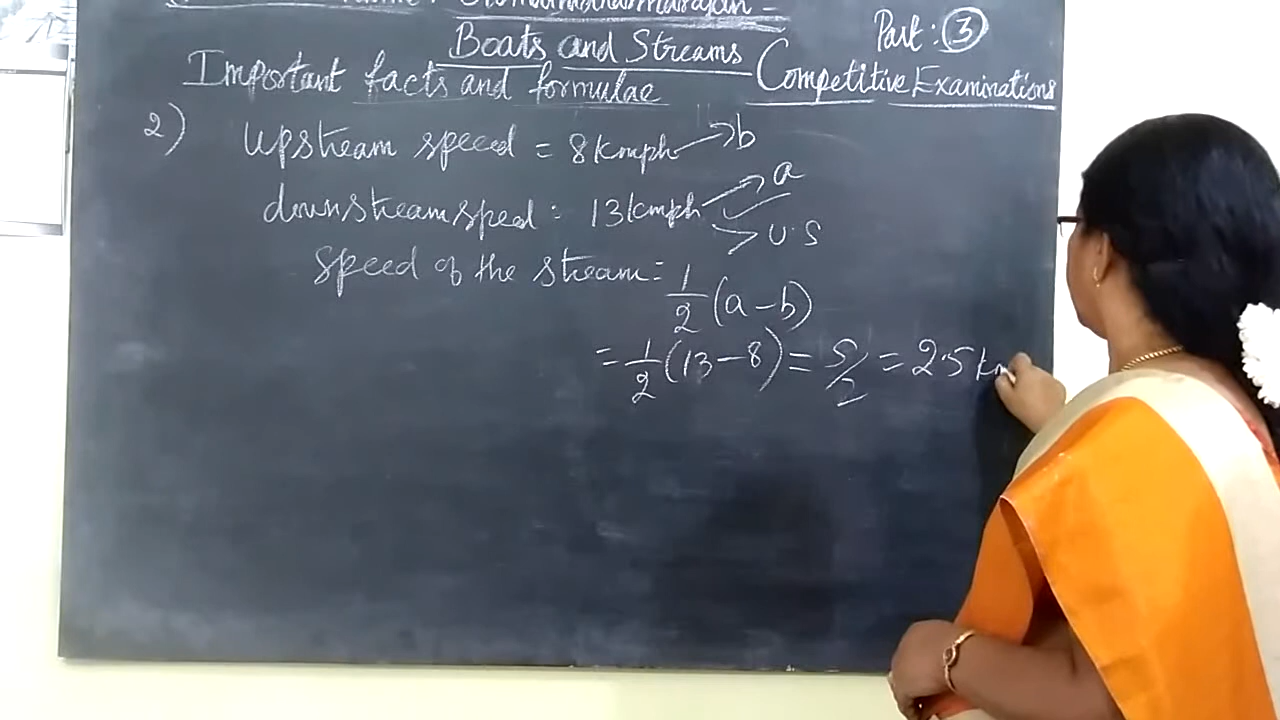 Boats and Streams
Part: 3
Important facts and formulae
Competitive Examinations
2)
Upstream speed = 8 kmph → b
downstream speed = 13 kmph → a
→ U.S
speed of the stream =
1/2 (a - b)
= 1/2 (13 - 8) = 5/2 = 2.5 km